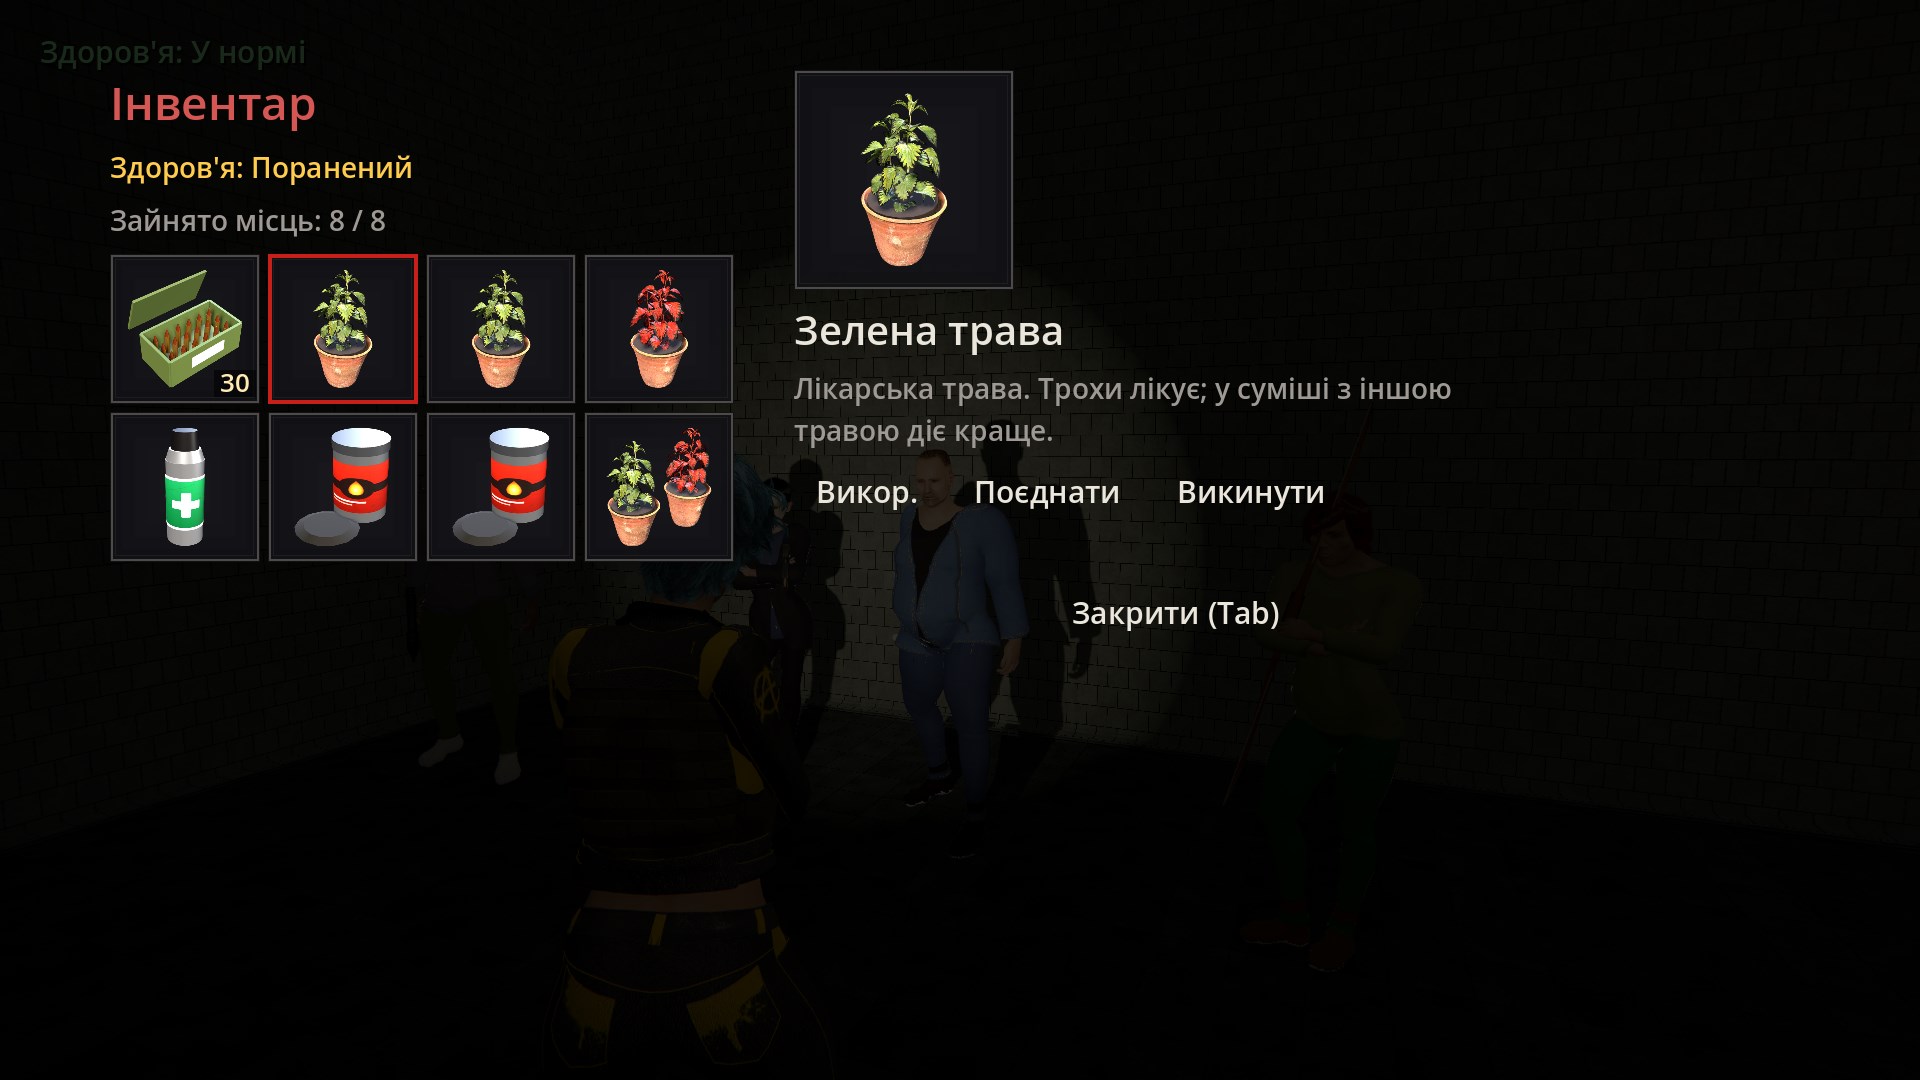 Здоров'я: У нормі
Інвентар
Здоров'я: Поранений
Зайнято місць: 8 / 8
30
Зелена трава
Лікарська трава. Трохи лікує; у суміші з іншою
травою діє краще.
Викор. Поєднати Викинути
Закрити (Tab)